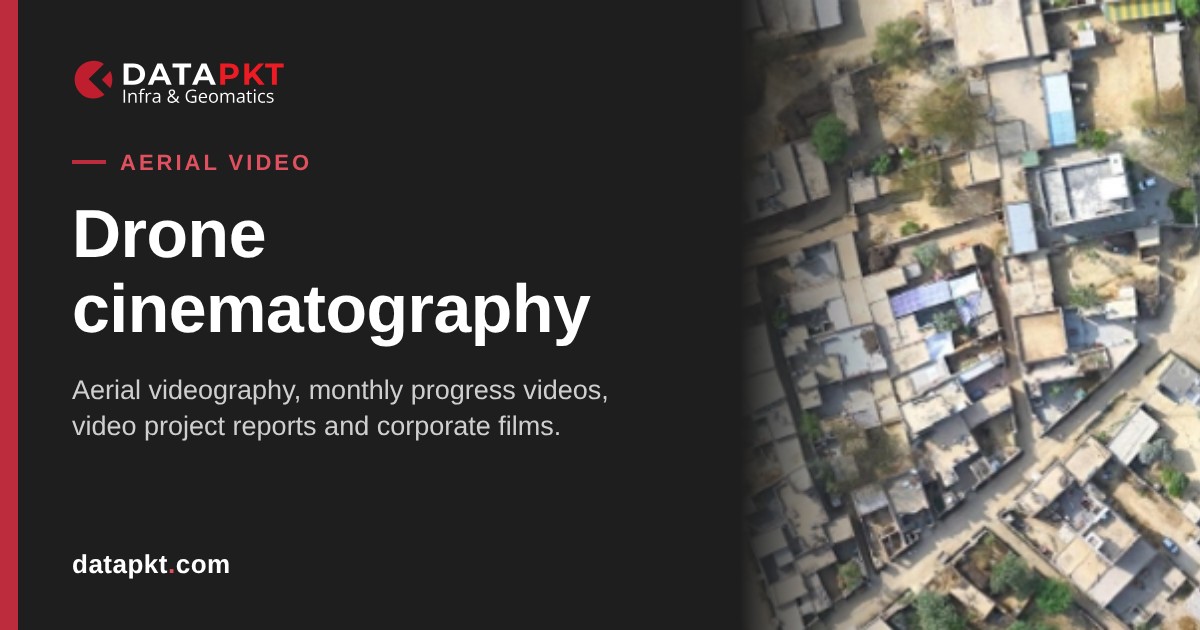 DATAPKT
Infra & Geomatics
AERIAL VIDEO
Drone
cinematography
Aerial videography, monthly progress videos,
video project reports and corporate films.
datapkt.com